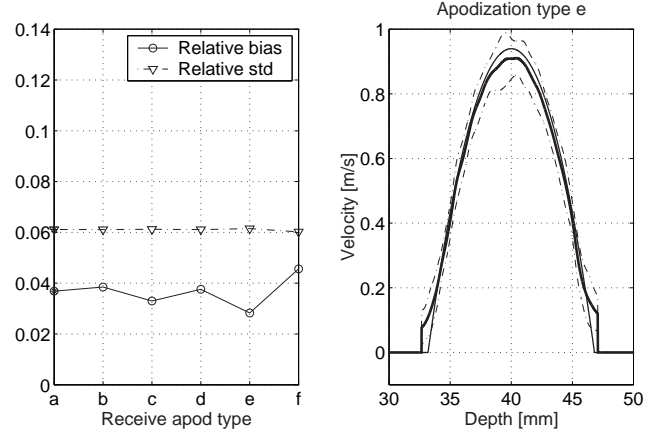 0.14
0.12
0.1
0.08
0.06
0.04
0.02
0
a b c d e f
Receive apod type
Relative bias
Relative std
Apodization type e
1
0.8
0.6
0.4
0.2
0
Velocity [m/s]
30 35 40 45 50
Depth [mm]